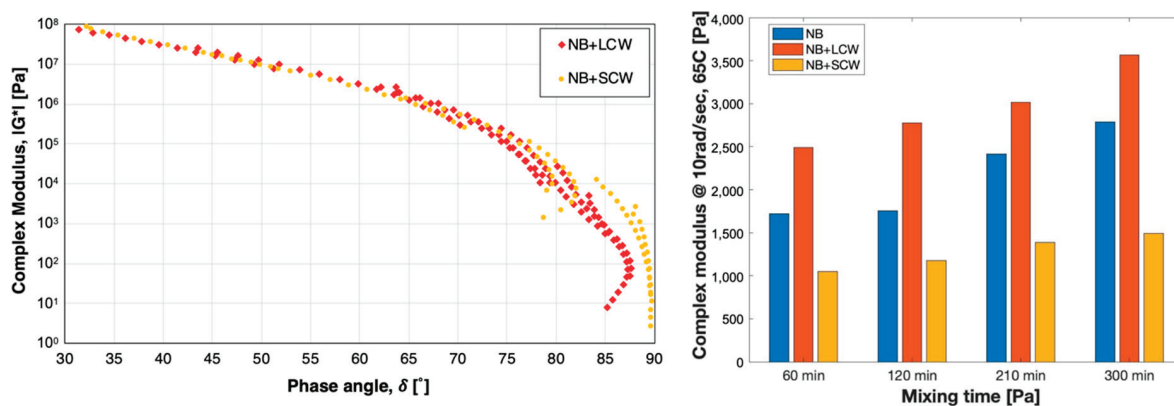 Complex Modulus, |G*| [Pa]
10⁸
10⁷
10⁶
10⁵
10⁴
10³
10²
10¹
10⁰
NB+LCW
NB+SCW
30 35 40 45 50 55 60 65 70 75 80 85 90
Phase angle, δ [°]
Complex modulus @ 10rad/sec, 65C [Pa]
4,000
3,500
3,000
2,500
2,000
1,500
1,000
500
0
NB
NB+LCW
NB+SCW
60 min 120 min 210 min 300 min
Mixing time [Pa]